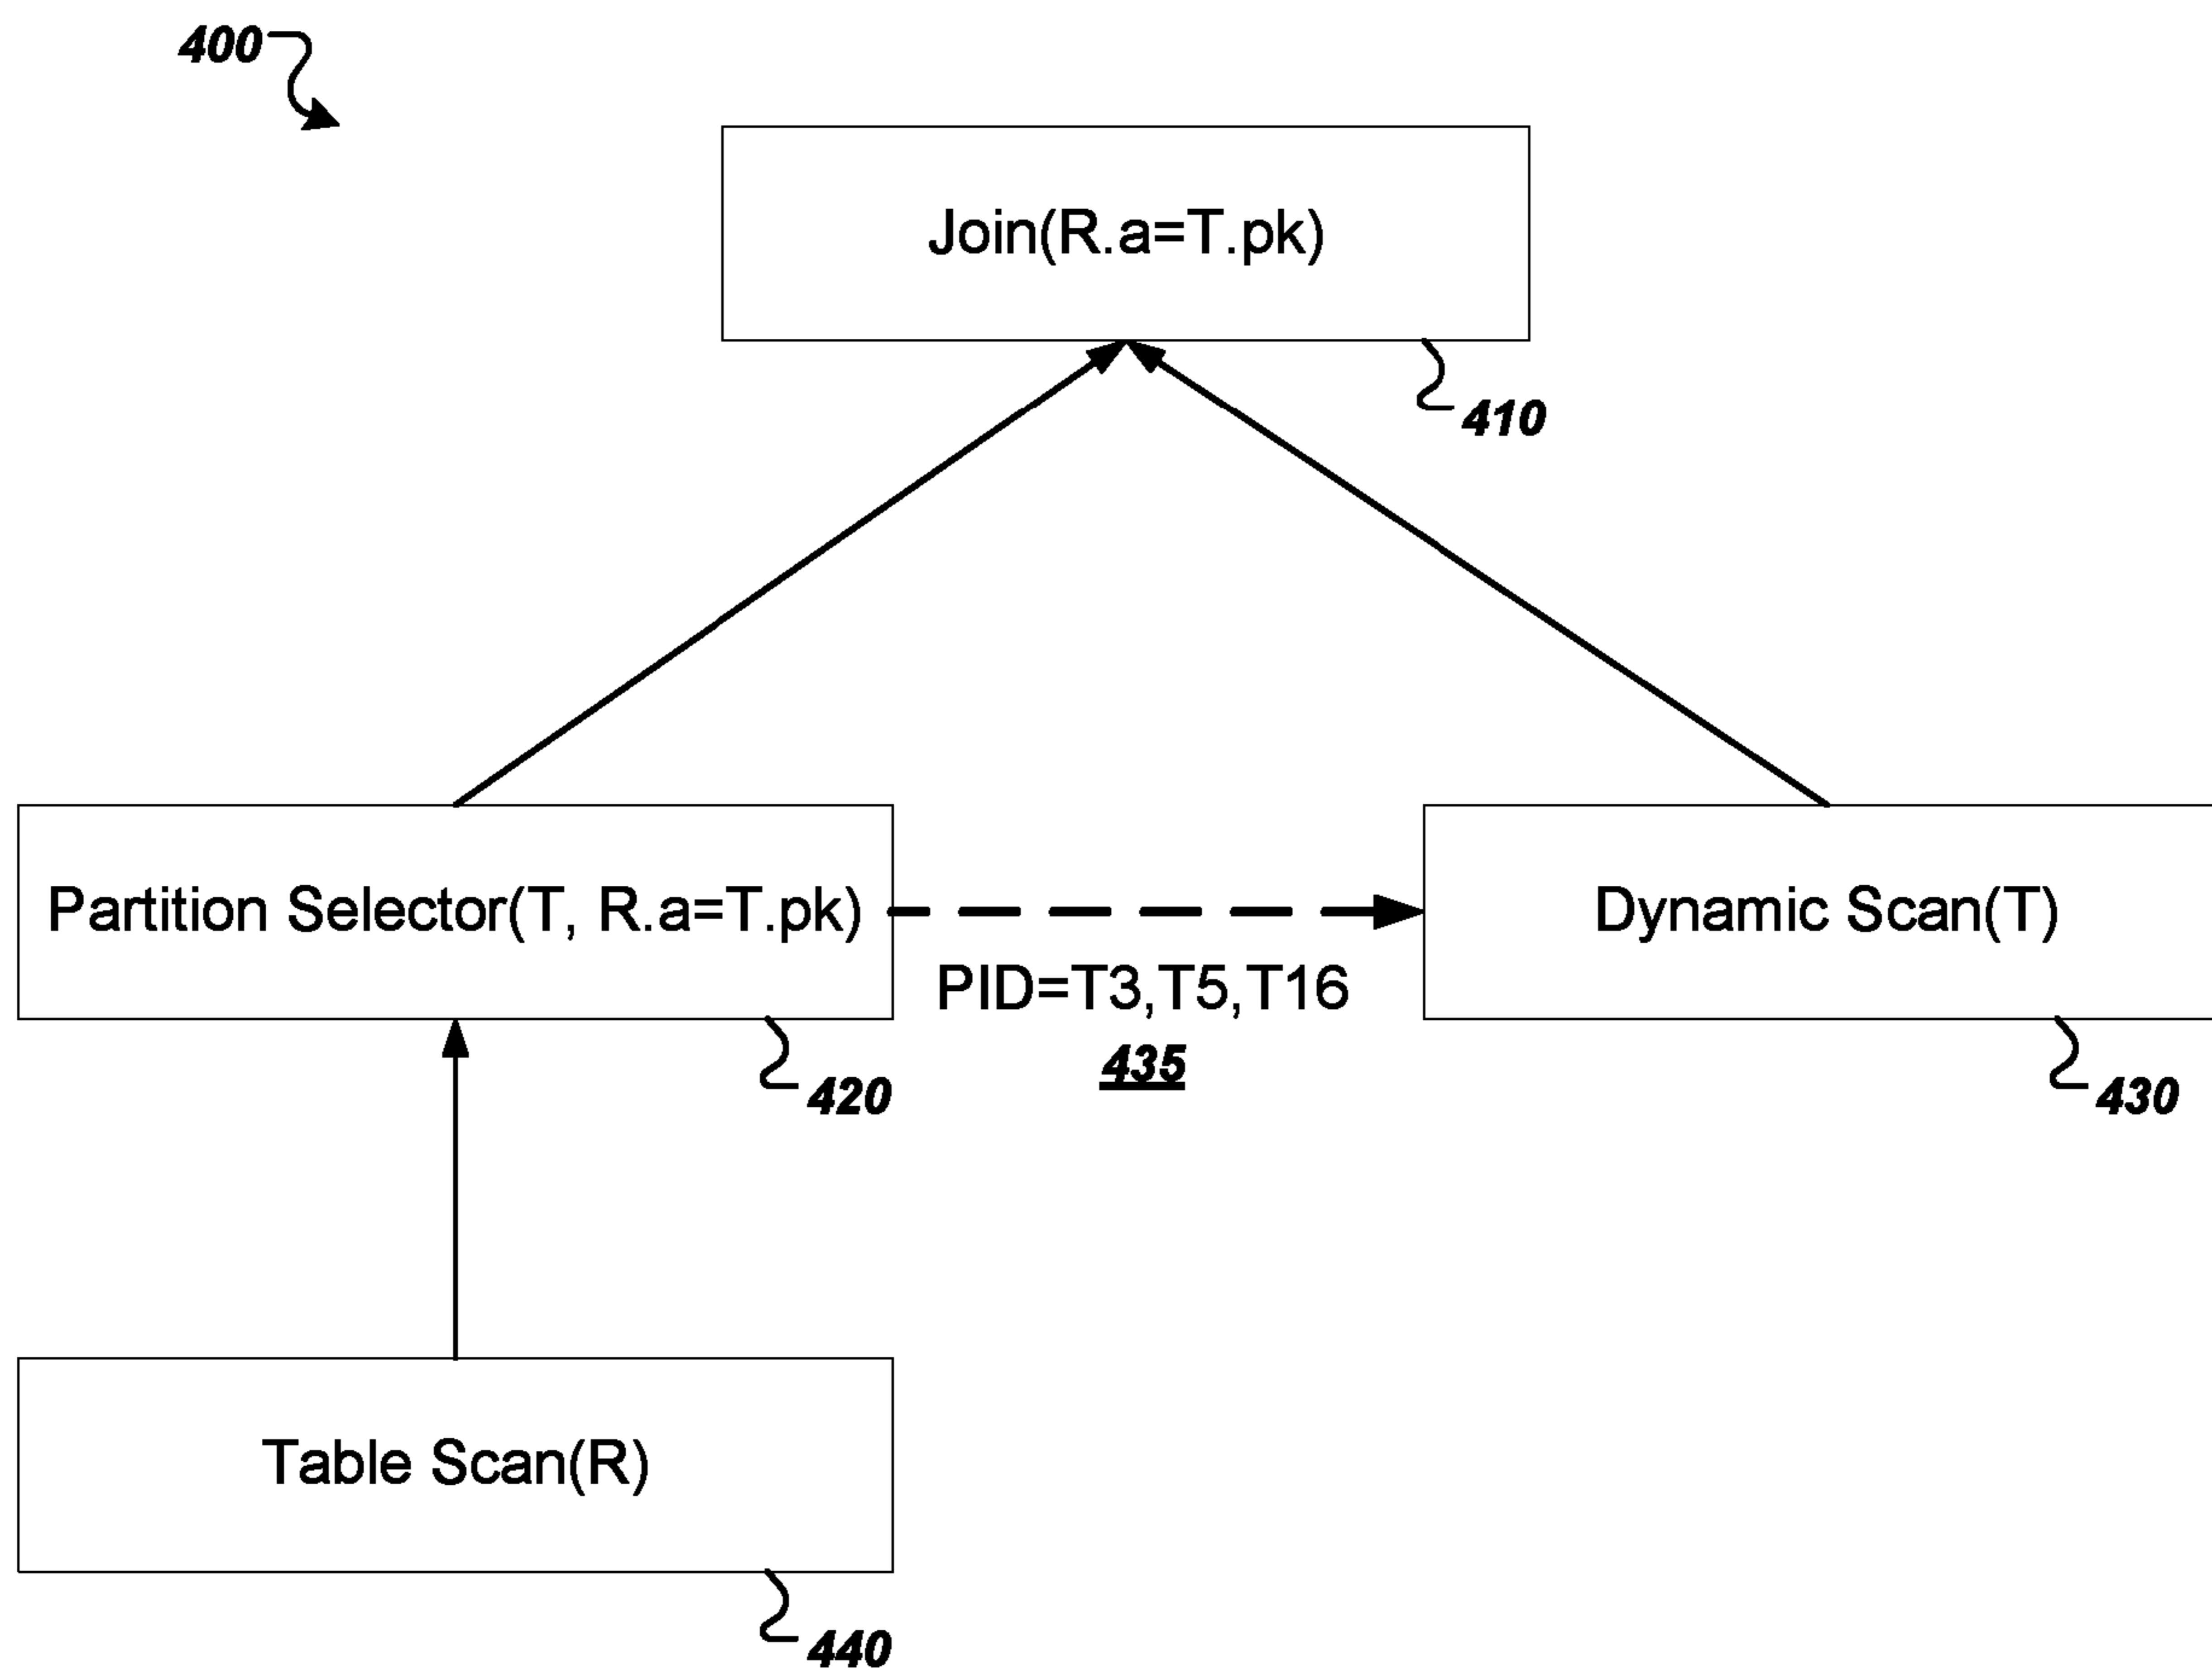 400
Join(R.a=T.pk)
410
Partition Selector(T, R.a=T.pk)
Dynamic Scan(T)
PID=T3,T5,T16
435
420
430
Table Scan(R)
440